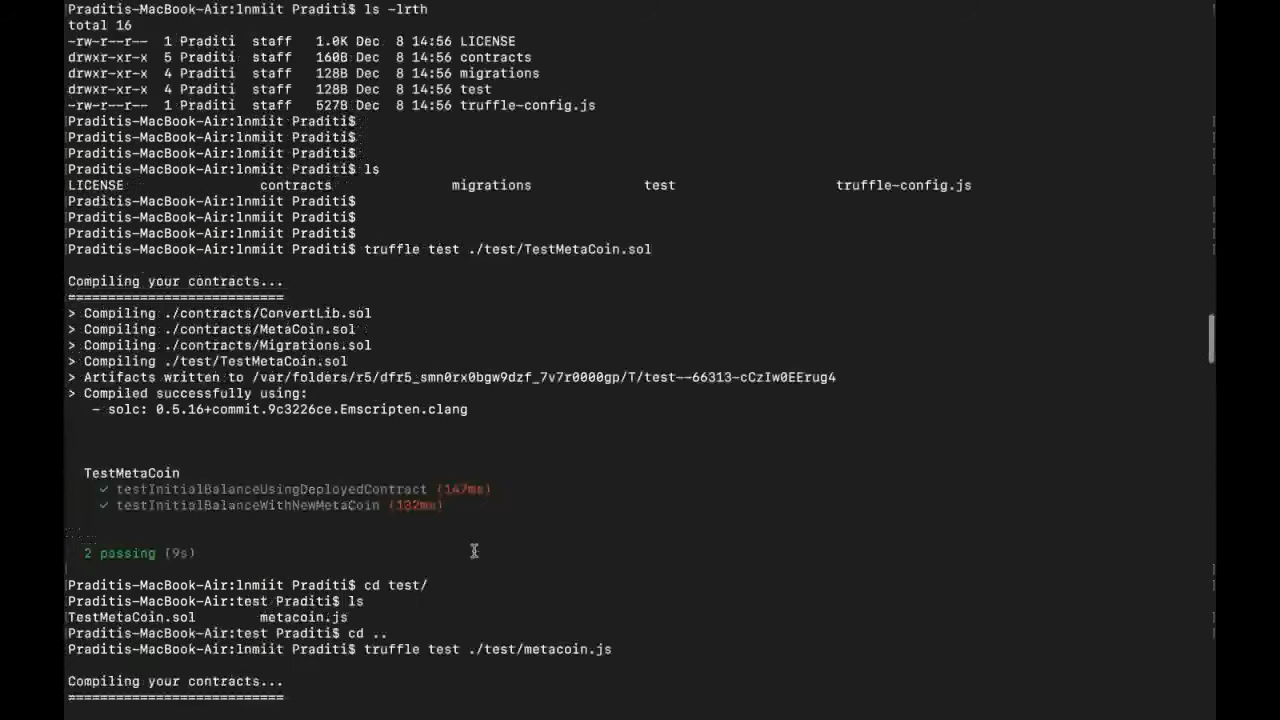 Praditis-MacBook-Air:lnmiit Praditi$ ls -lrth
total 16
-rw-r--r-- 1 Praditi staff 1.0K Dec 8 14:56 LICENSE
drwxr-xr-x 5 Praditi staff 160B Dec 8 14:56 contracts
drwxr-xr-x 4 Praditi staff 128B Dec 8 14:56 migrations
drwxr-xr-x 4 Praditi staff 128B Dec 8 14:56 test
-rw-r--r-- 1 Praditi staff 527B Dec 8 14:56 truffle-config.js
Praditis-MacBook-Air:lnmiit Praditi$
Praditis-MacBook-Air:lnmiit Praditi$
Praditis-MacBook-Air:lnmiit Praditi$
Praditis-MacBook-Air:lnmiit Praditi$ ls
LICENSE contracts migrations test truffle-config.js
Praditis-MacBook-Air:lnmiit Praditi$
Praditis-MacBook-Air:lnmiit Praditi$
Praditis-MacBook-Air:lnmiit Praditi$
Praditis-MacBook-Air:lnmiit Praditi$ truffle test ./test/TestMetaCoin.sol
Compiling your contracts...
===========================
> Compiling ./contracts/ConvertLib.sol
> Compiling ./contracts/MetaCoin.sol
> Compiling ./contracts/Migrations.sol
> Compiling ./test/TestMetaCoin.sol
> Artifacts written to /var/folders/r5/dfr5_smn0rx0bgw9dzf_7v7r0000gp/T/test--66313-cCzIw0EErug4
> Compiled successfully using:
- solc: 0.5.16+commit.9c3226ce.Emscripten.clang
TestMetaCoin
✓ testInitialBalanceUsingDeployedContract (147ms)
✓ testInitialBalanceWithNewMetaCoin (132ms)
2 passing (9s)
Praditis-MacBook-Air:lnmiit Praditi$ cd test/
Praditis-MacBook-Air:test Praditi$ ls
TestMetaCoin.sol metacoin.js
Praditis-MacBook-Air:test Praditi$ cd ..
Praditis-MacBook-Air:lnmiit Praditi$ truffle test ./test/metacoin.js
Compiling your contracts...
===========================